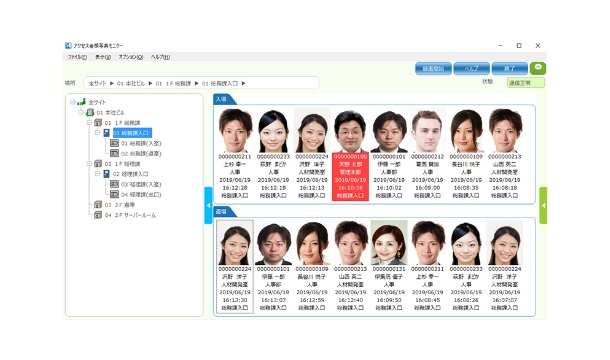 アクセス者顔写真モニター
ファイル(F) 表示(V) オプション(O) ヘルプ(H)
監視開始 ヘルプ 終了
場所 全サイト ▶ 01 本社ビル ▶ 01 1F 総務課 ▶ 01 総務課入口 ▶
状態 通信正常
全サイト
01 本社ビル
01 1F 総務課
01 総務課入口
01 総務課(入室)
02 総務課(退室)
02 1F 経理課
02 経理課入口
03 経理課(入室)
04 経理課(出口)
03 2F 倉庫
04 2F サーバールーム
入場
0000000211 0000000233 0000000224 0000000100 0000000101 0000000212 0000000109 0000000213
上杉 幸一 荻野 まどか 沢野 洋子 天野 太郎 伊藤 一郎 葛西 賢治 長谷川 悦子 山西 英二
人事 人事 人材開発室 管理本部 人事部 人事 人事 人材開発室
2019/06/19 2019/06/19 2019/06/19 2019/06/19 2019/06/19 2019/06/19 2019/06/19 2019/06/19
16:12:28 16:12:19 16:12:13 16:10:38 16:10:02 16:09:00 16:08:35 16:08:18
総務課入口 総務課入口 総務課入口 総務課入口 総務課入口 総務課入口 総務課入口 総務課入口
退場
0000000224 0000000101 0000000109 0000000213 0000000131 0000000211 0000000233 0000000224
沢野 洋子 伊藤 一郎 長谷川 悦子 山西 英二 優子 上杉 幸一 荻野 まどか 沢野 洋子
人材開発室 人事部 人事 人材開発室 人事 人事 人事 人材開発室
2019/06/19 2019/06/19 2019/06/19 2019/06/19 2019/06/19 2019/06/19 2019/06/19 2019/06/19
16:13:30 16:13:07 16:12:59 16:12:40 16:09:50 16:08:45 16:08:26 16:07:07
総務課入口 総務課入口 総務課入口 総務課入口 総務課入口 総務課入口 総務課入口 総務課入口